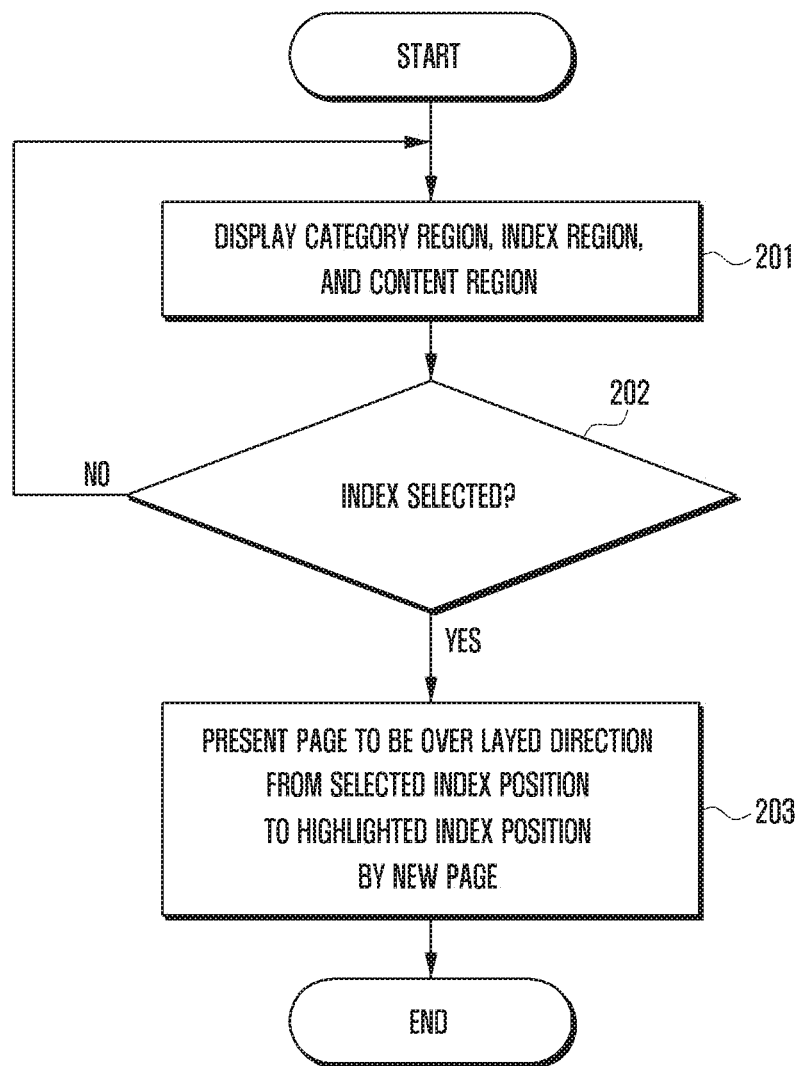 START
DISPLAY CATEGORY REGION, INDEX REGION,
AND CONTENT REGION
201
202
INDEX SELECTED?
NO
YES
PRESENT PAGE TO BE OVER LAYED DIRECTION
FROM SELECTED INDEX POSITION
TO HIGHLIGHTED INDEX POSITION
BY NEW PAGE
203
END